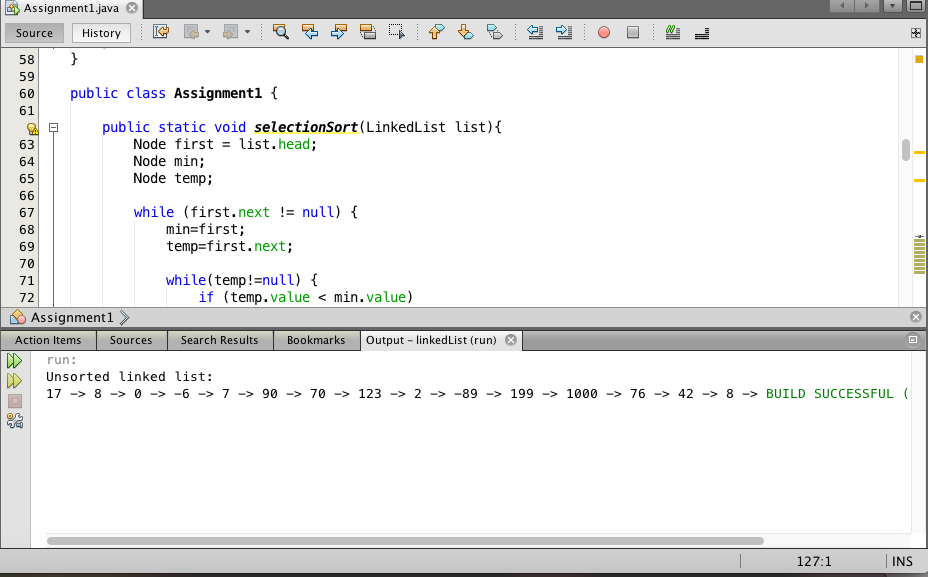 Assignment1.java
Source History
58 }
59
60 public class Assignment1 {
61
public static void selectionSort(LinkedList list){
63 Node first = list.head;
64 Node min;
65 Node temp;
66
67 while (first.next != null) {
68 min=first;
69 temp=first.next;
70
71 while(temp!=null) {
72 if (temp.value < min.value)
Assignment1
Action Items Sources Search Results Bookmarks Output - linkedList (run)
run:
Unsorted linked list:
17 -> 8 -> 0 -> -6 -> 7 -> 90 -> 70 -> 123 -> 2 -> -89 -> 199 -> 1000 -> 76 -> 42 -> 8 -> BUILD SUCCESSFUL (
127:1 INS